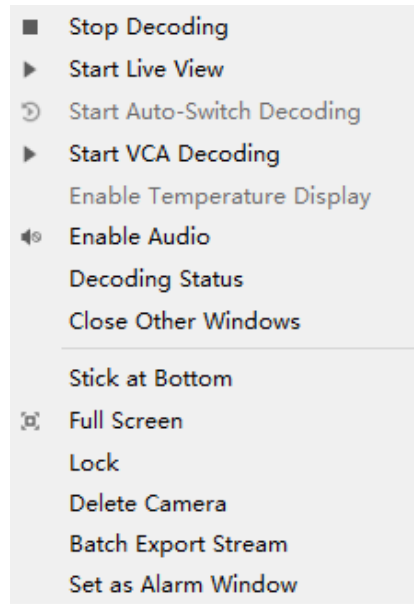 Stop Decoding
Start Live View
Start Auto-Switch Decoding
Start VCA Decoding
Enable Temperature Display
Enable Audio
Decoding Status
Close Other Windows
Stick at Bottom
Full Screen
Lock
Delete Camera
Batch Export Stream
Set as Alarm Window